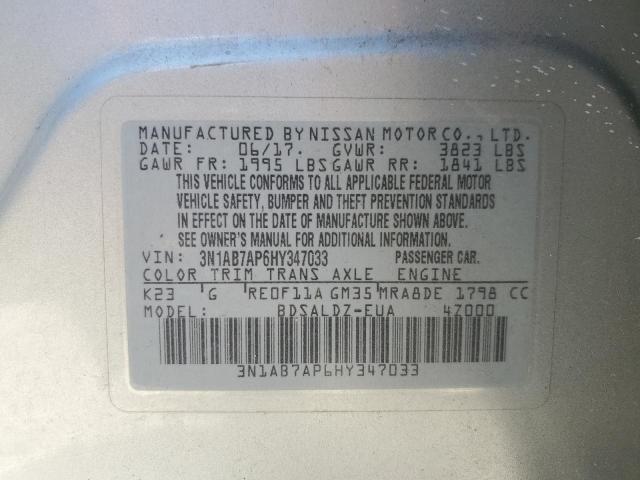 MANUFACTURED BY NISSAN MOTOR CO., LTD.
DATE: 06/17. GVWR: 3823 LBS
GAWR FR: 1995 LBS GAWR RR: 1841 LBS
THIS VEHICLE CONFORMS TO ALL APPLICABLE FEDERAL MOTOR
VEHICLE SAFETY, BUMPER AND THEFT PREVENTION STANDARDS
IN EFFECT ON THE DATE OF MANUFACTURE SHOWN ABOVE.
SEE OWNER'S MANUAL FOR ADDITIONAL INFORMATION.
VIN: 3N1AB7AP6HY347033 PASSENGER CAR.
COLOR TRIM TRANS AXLE ENGINE
K23 G RE0F11A GM35 MRA8DE 1798 CC
MODEL: BDSALDZ-EUA 4Z000
3N1AB7AP6HY347033